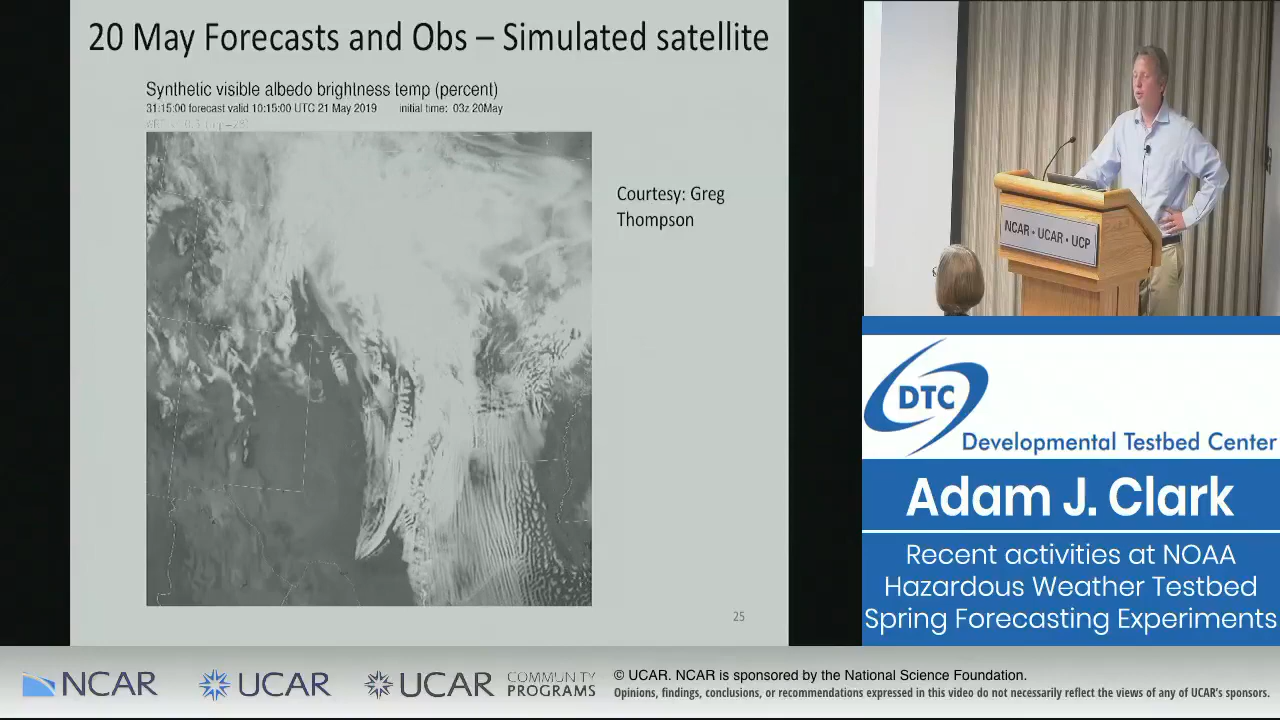 20 May Forecasts and Obs – Simulated satellite
Synthetic visible albedo brightness temp (percent)
31:15:00 forecast valid 10:15:00 UTC 21 May 2019 initial time: 03z 20May
Courtesy: Greg
Thompson
25
NCAR • UCAR • UCP
DTC
Developmental Testbed Center
Adam J. Clark
Recent activities at NOAA
Hazardous Weather Testbed
Spring Forecasting Experiments
NCAR
UCAR
UCAR
COMMUNITY
PROGRAMS
© UCAR. NCAR is sponsored by the National Science Foundation.
Opinions, findings, conclusions, or recommendations expressed in this video do not necessarily reflect the views of any of UCAR's sponsors.